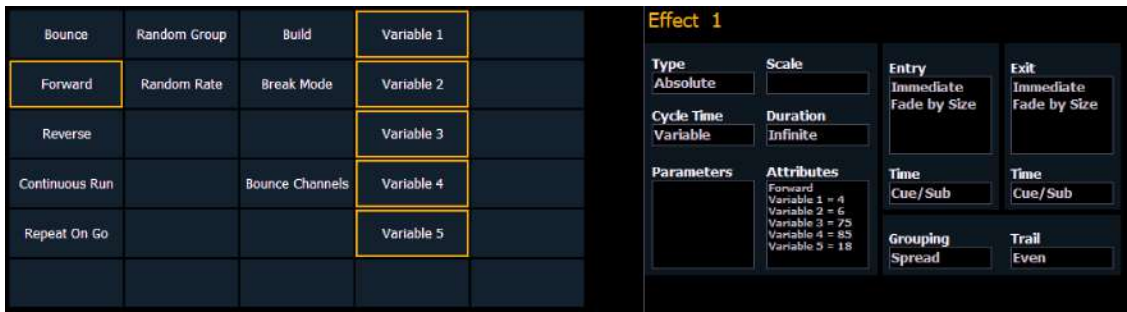 Bounce Random Group Build Variable 1
Forward Random Rate Break Mode Variable 2
Reverse Variable 3
Continuous Run Bounce Channels Variable 4
Repeat On Go Variable 5
Effect 1
Type Scale
Absolute
Cycle Time Duration
Variable Infinite
Parameters Attributes
Forward
Variable 1 = 4
Variable 2 = 6
Variable 3 = 75
Variable 4 = 85
Variable 5 = 18
Entry Exit
Immediate Immediate
Fade by Size Fade by Size
Time Time
Cue/Sub Cue/Sub
Grouping Trail
Spread Even